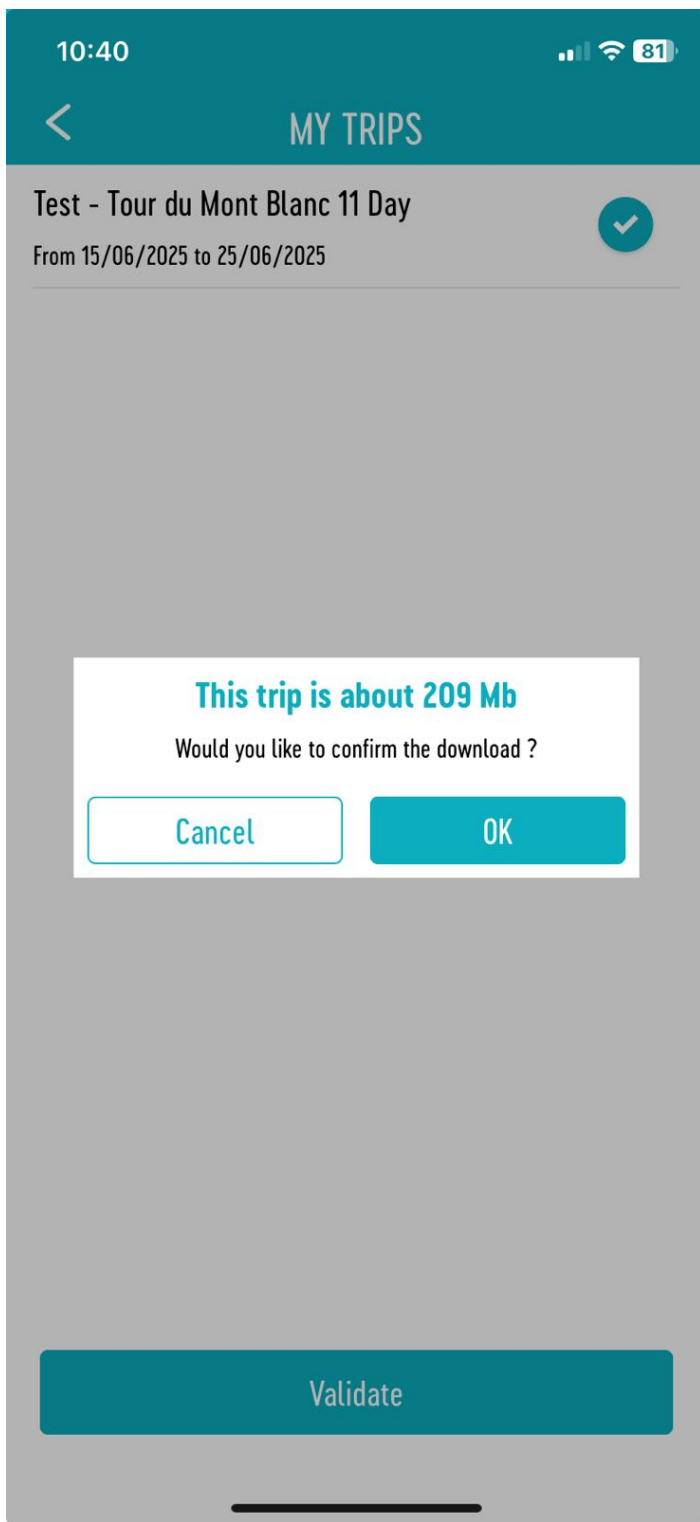 10:40
81
MY TRIPS
Test - Tour du Mont Blanc 11 Day
From 15/06/2025 to 25/06/2025
This trip is about 209 Mb
Would you like to confirm the download ?
Cancel
OK
Validate